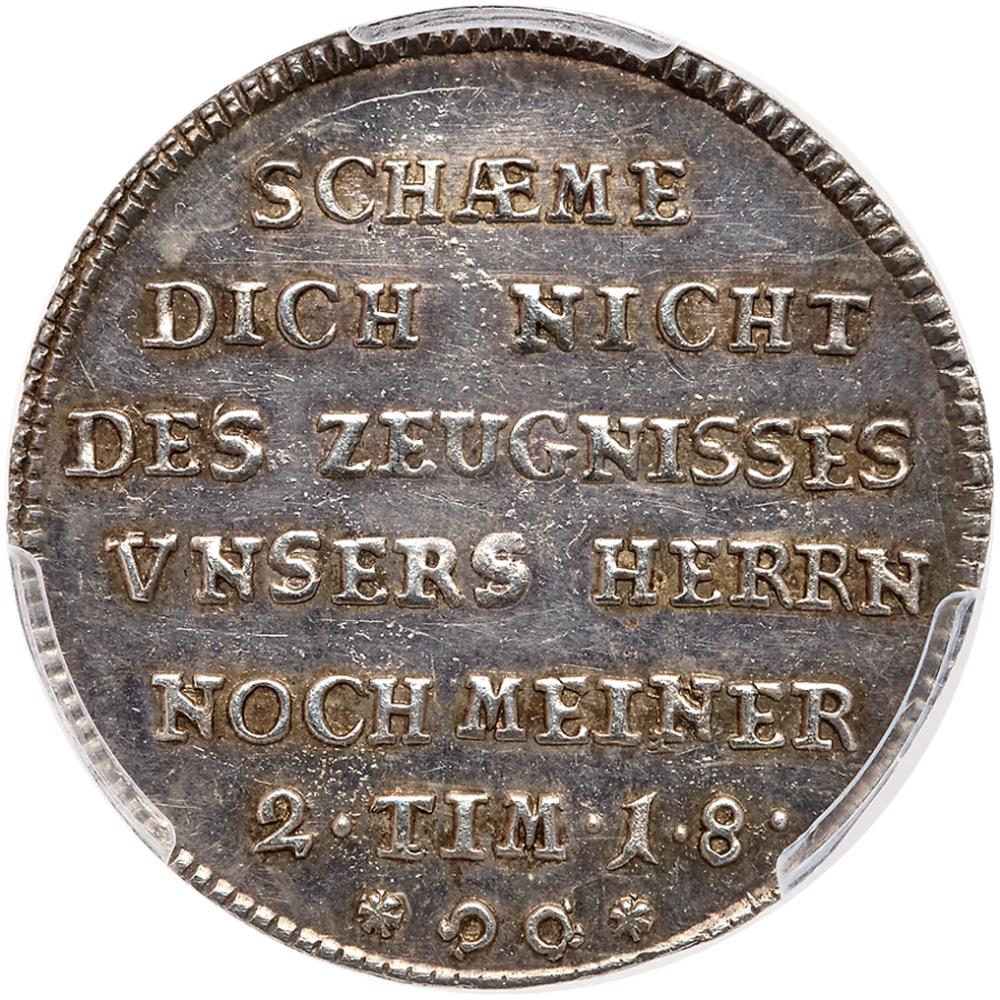 SCHÆME
DICH NICHT
DES ZEUGNISSES
VNSERS HERRN
NOCH MEINER
2·TIM·1·8·